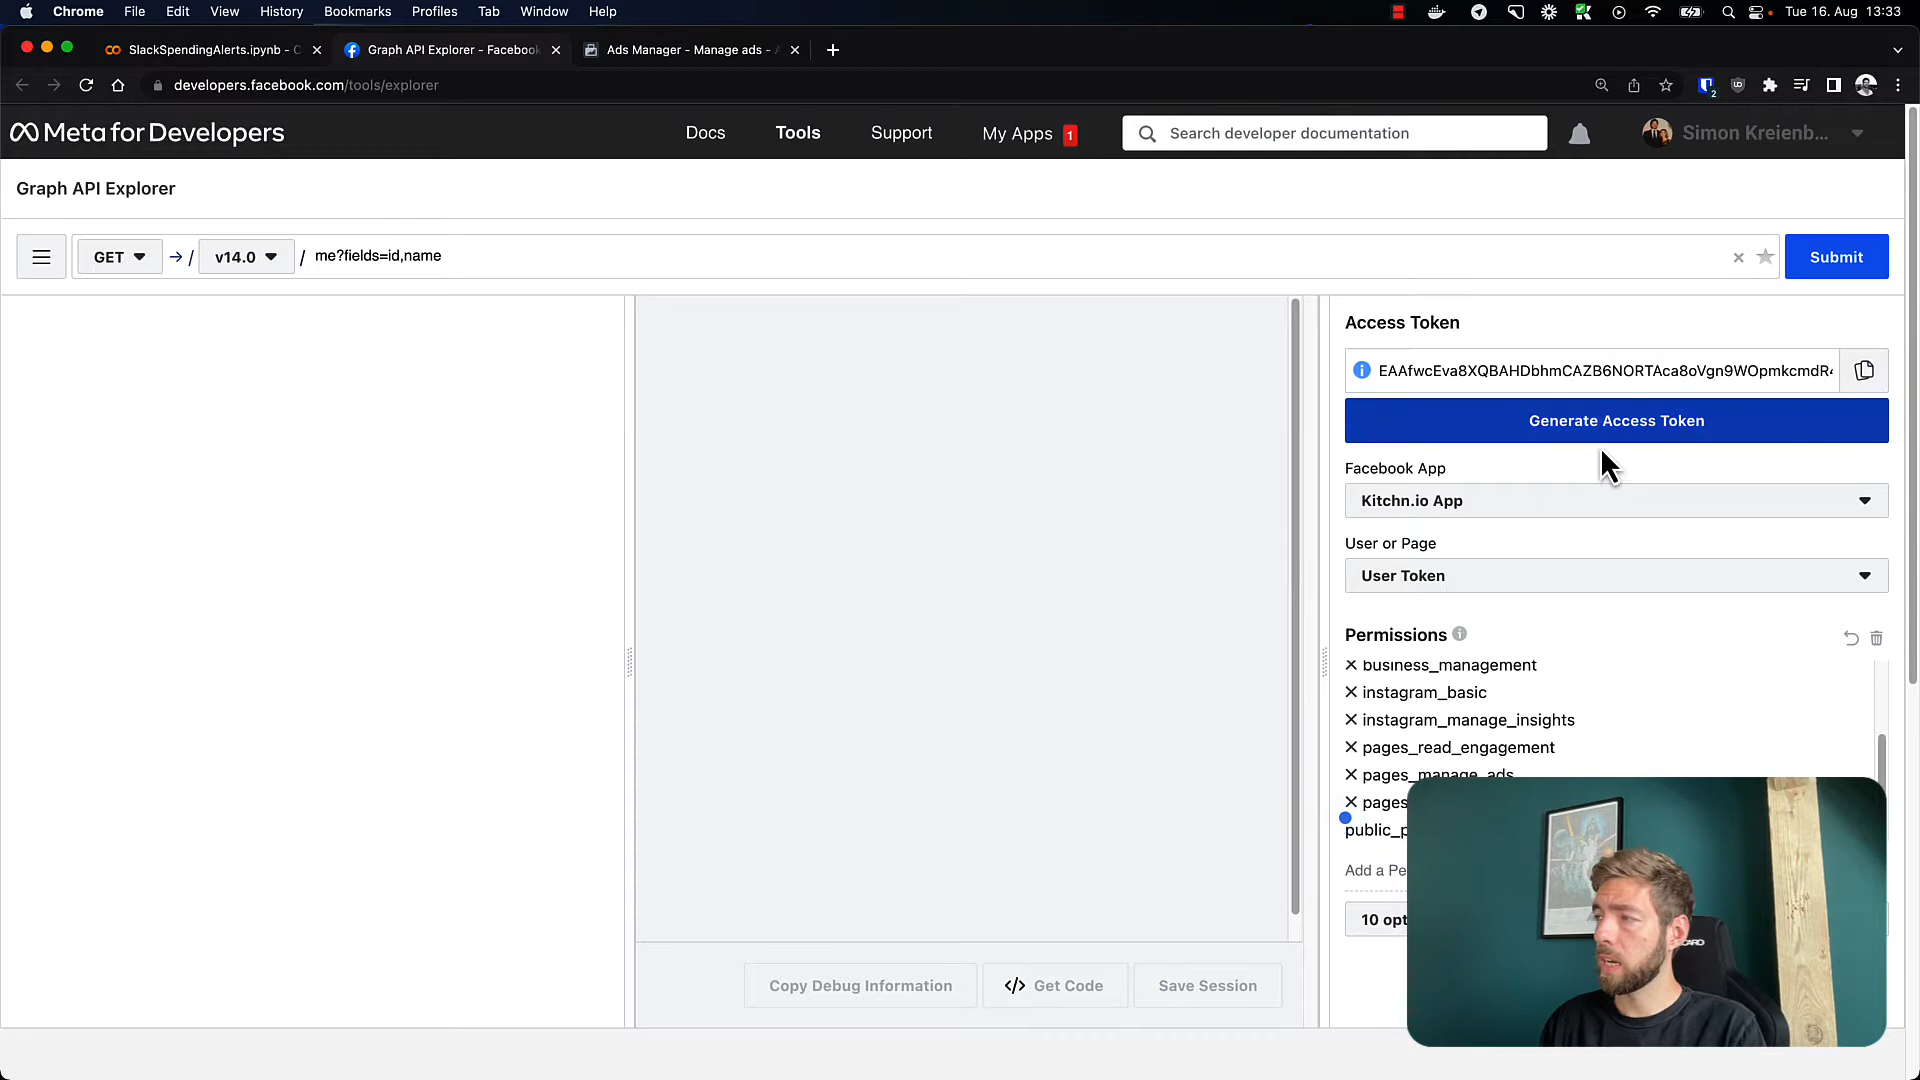 Chrome File Edit View History Bookmarks Profiles Tab Window Help Tue 16. Aug 13:33
SlackSpendingAlerts.ipynb - C Graph API Explorer - Facebook Ads Manager - Manage ads -
developers.facebook.com/tools/explorer 2
Meta for Developers Docs Tools Support My Apps 1 Search developer documentation Simon Kreienb...
Graph API Explorer
GET → / v14.0 / me?fields=id,name Submit
Access Token
EAAfwcEva8XQBAHDbhmCAZB6NORTAca8oVgn9WOpmkcmdR
Generate Access Token
Facebook App
Kitchn.io App
User or Page
User Token
Permissions
business_management
instagram_basic
instagram_manage_insights
pages_read_engagement
pages_manage_ads
pages
public_p
Add a Pe
10 opt
Copy Debug Information </> Get Code Save Session